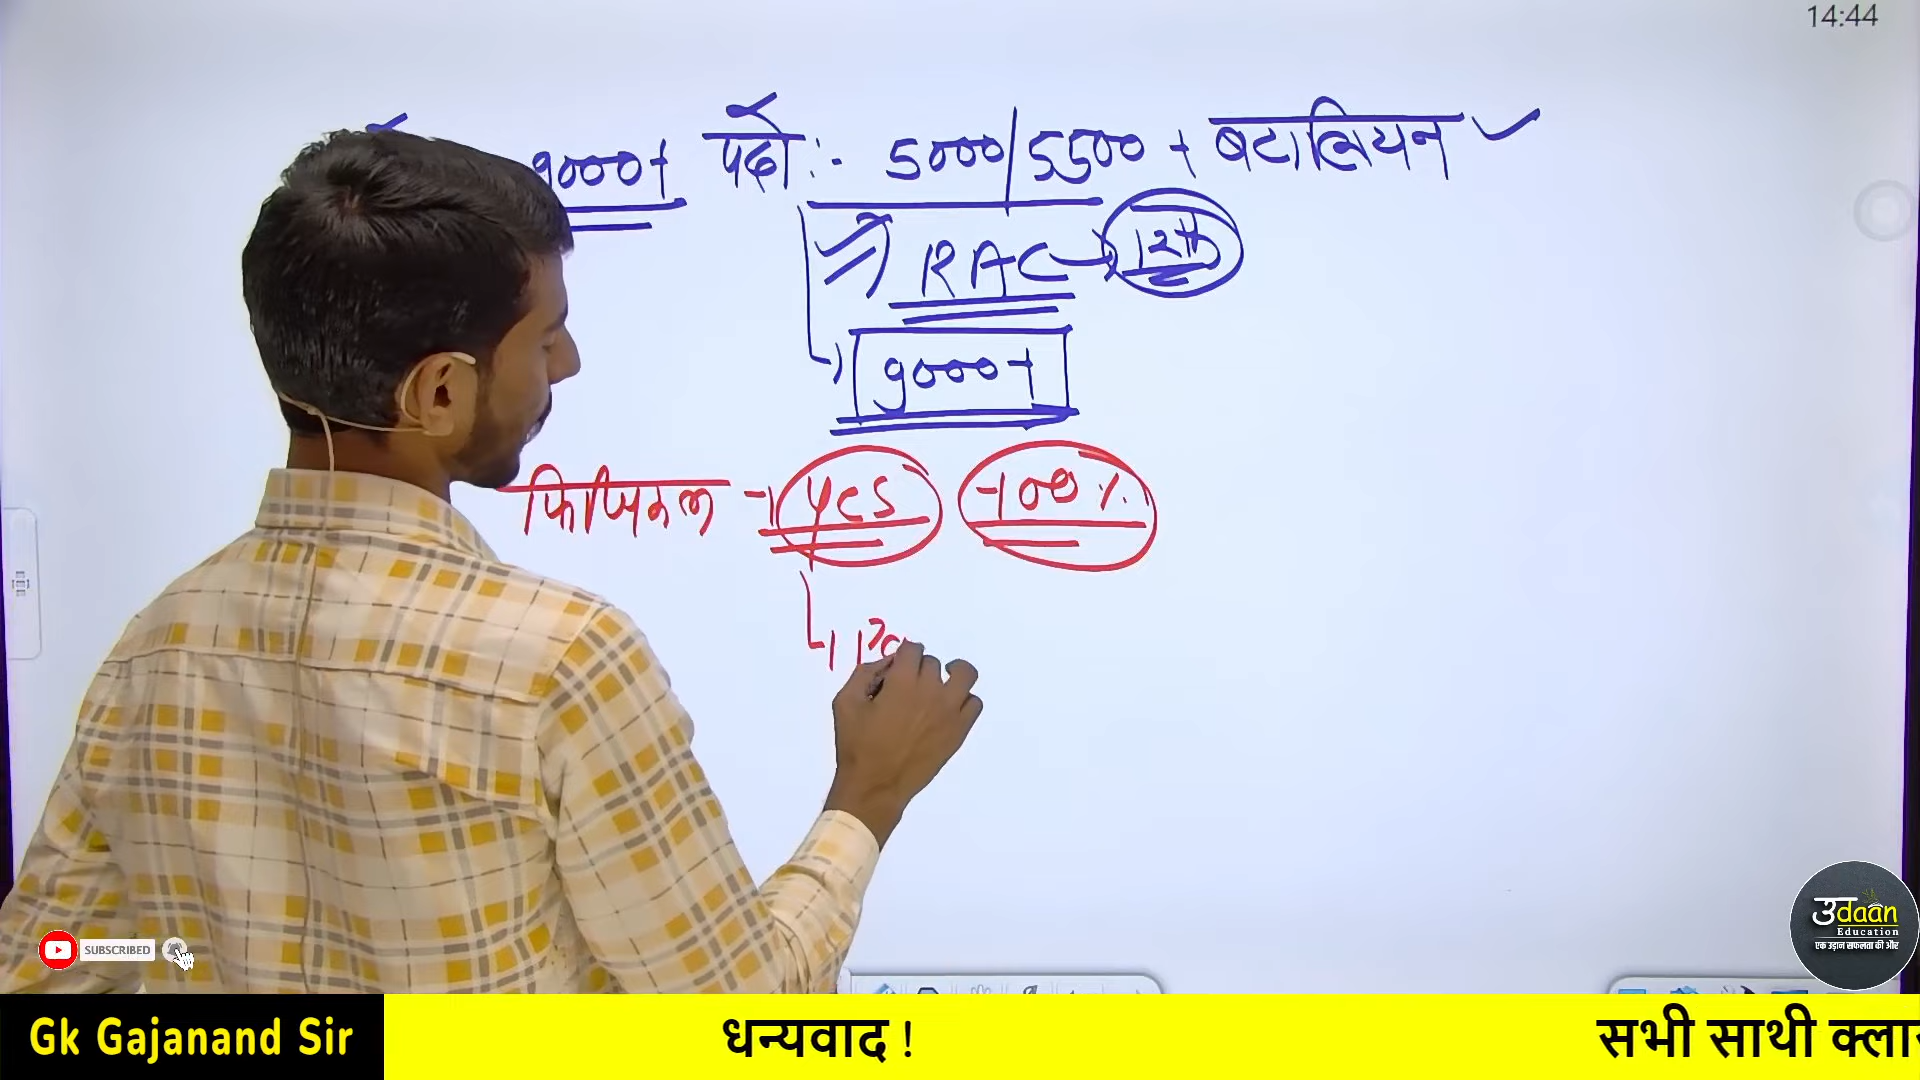 14:44
9000+ पदो :- 5000/5500 + बटालियन
RAC → 12th
9000+
फिजिकल → Yes 100%
SUBSCRIBED
उdaan
Education
एक उड़ान सफलता की और
Gk Gajanand Sir
धन्यवाद !
सभी साथी क्ला